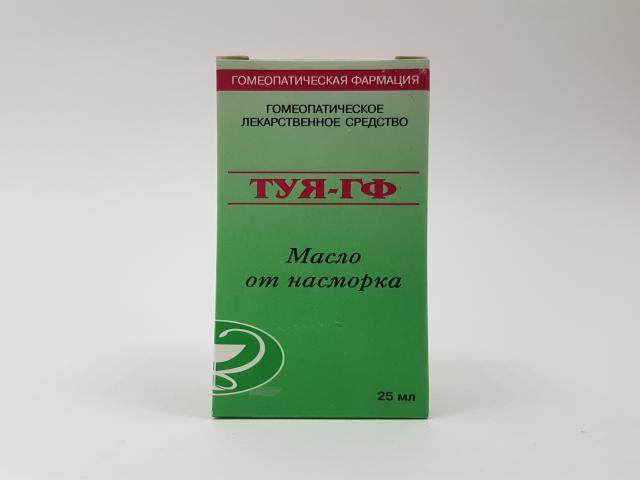 ГОМЕОПАТИЧЕСКАЯ ФАРМАЦИЯ
ГОМЕОПАТИЧЕСКОЕ
ЛЕКАРСТВЕННОЕ СРЕДСТВО
ТУЯ-ГФ
Масло
от насморка
25 мл